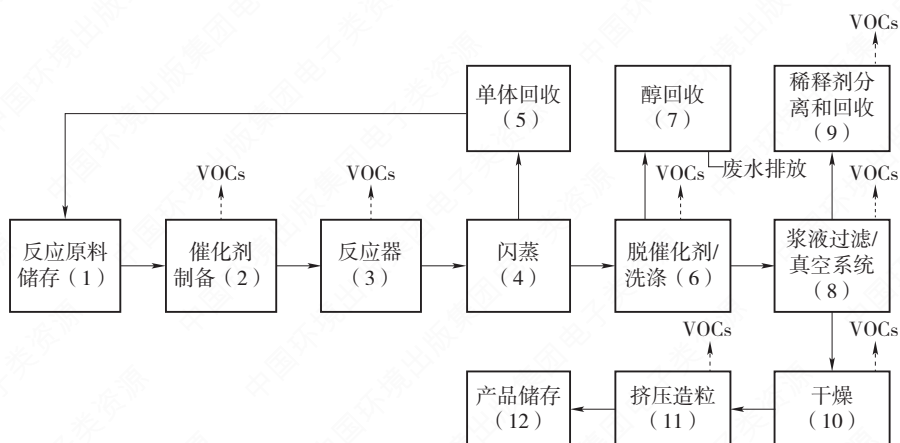 VOCs
单体回收
（5）
醇回收
（7）
稀释剂分
离和回收
（9）
废水排放
VOCs
VOCs
VOCs
VOCs
反应原料
储存（1）
催化剂
制备（2）
反应器
（3）
闪蒸
（4）
脱催化剂/
洗涤（6）
浆液过滤/
真空系统
（8）
VOCs
VOCs
产品储存
（12）
挤压造粒
（11）
干燥
（10）